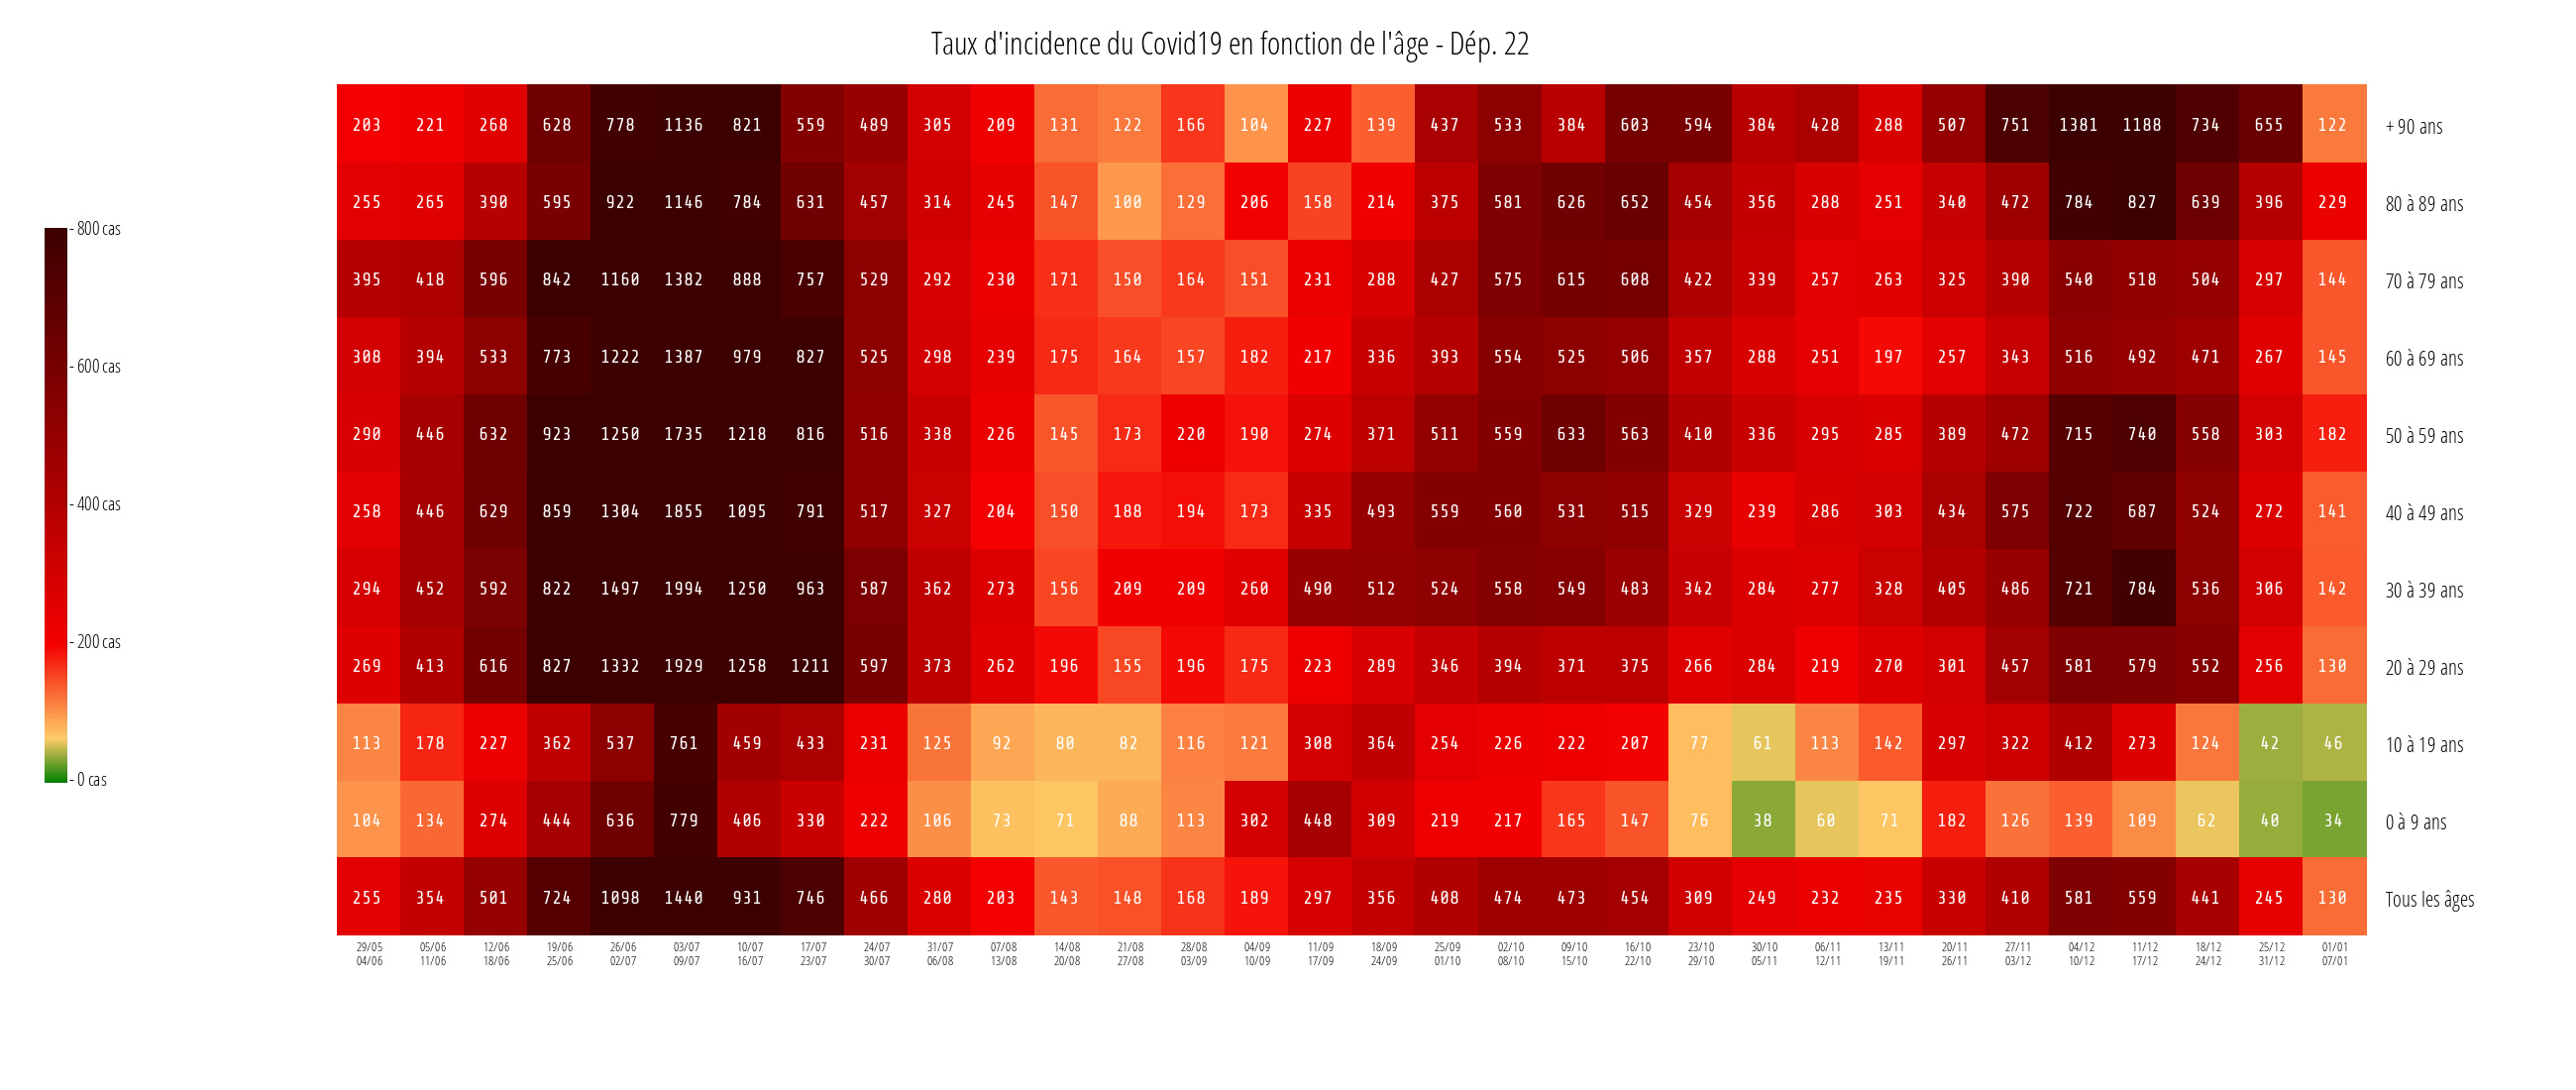 Taux d'incidence du Covid19 en fonction de l'âge - Dép. 22
203 221 268 628 778 1136 821 559 489 305 209 131 122 166 104 227 139 437 533 384 603 594 384 428 288 507 751 1381 1188 734 655 122 + 90 ans
255 265 390 595 922 1146 784 631 457 314 245 147 100 129 206 158 214 375 581 626 652 454 356 288 251 340 472 784 827 639 396 229 80 à 89 ans
395 418 596 842 1160 1382 888 757 529 292 230 171 150 164 151 231 288 427 575 615 608 422 339 257 263 325 390 540 518 504 297 144 70 à 79 ans
308 394 533 773 1222 1387 979 827 525 298 239 175 164 157 182 217 336 393 554 525 506 357 288 251 197 257 343 516 492 471 267 145 60 à 69 ans
290 446 632 923 1250 1735 1218 816 516 338 226 145 173 220 190 274 371 511 559 633 563 410 336 295 285 389 472 715 740 558 303 182 50 à 59 ans
258 446 629 859 1304 1855 1095 791 517 327 204 150 188 194 173 335 493 559 560 531 515 329 239 286 303 434 575 722 687 524 272 141 40 à 49 ans
294 452 592 822 1497 1994 1250 963 587 362 273 156 209 209 260 490 512 524 558 549 483 342 284 277 328 405 486 721 784 536 306 142 30 à 39 ans
269 413 616 827 1332 1929 1258 1211 597 373 262 196 155 196 175 223 289 346 394 371 375 266 284 219 270 301 457 581 579 552 256 130 20 à 29 ans
113 178 227 362 537 761 459 433 231 125 92 80 82 116 121 308 364 254 226 222 207 77 61 113 142 297 322 412 273 124 42 46 10 à 19 ans
104 134 274 444 636 779 406 330 222 106 73 71 88 113 302 448 309 219 217 165 147 76 38 60 71 182 126 139 109 62 40 34 0 à 9 ans
255 354 501 724 1098 1440 931 746 466 280 203 143 148 168 189 297 356 408 474 473 454 309 249 232 235 330 410 581 559 441 245 130 Tous les âges
29/05 05/06 12/06 19/06 26/06 03/07 10/07 17/07 24/07 31/07 07/08 14/08 21/08 28/08 04/09 11/09 18/09 25/09 02/10 09/10 16/10 23/10 30/10 06/11 13/11 20/11 27/11 04/12 11/12 18/12 25/12 01/01
04/06 11/06 18/06 25/06 02/07 09/07 16/07 23/07 30/07 06/08 13/08 20/08 27/08 03/09 10/09 17/09 24/09 01/10 08/10 15/10 22/10 29/10 05/11 12/11 19/11 26/11 03/12 10/12 17/12 24/12 31/12 07/01
- 800 cas
- 600 cas
- 400 cas
- 200 cas
- 0 cas